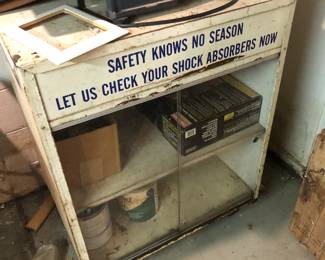 SAFETY KNOWS NO SEASON
LET US CHECK YOUR SHOCK ABSORBERS NOW